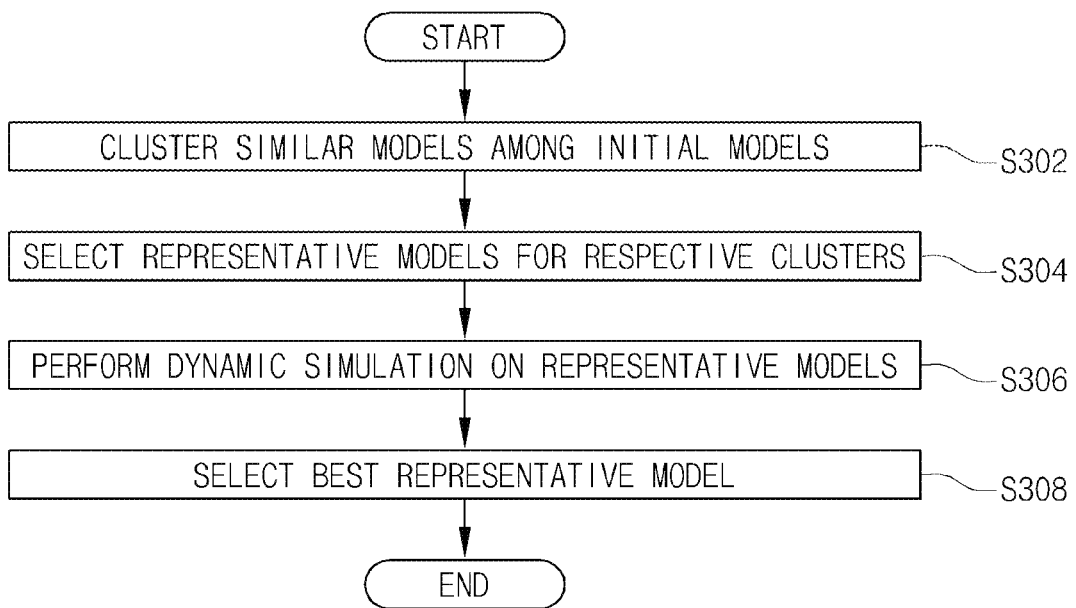 START
CLUSTER SIMILAR MODELS AMONG INITIAL MODELS
S302
SELECT REPRESENTATIVE MODELS FOR RESPECTIVE CLUSTERS
S304
PERFORM DYNAMIC SIMULATION ON REPRESENTATIVE MODELS
S306
SELECT BEST REPRESENTATIVE MODEL
S308
END